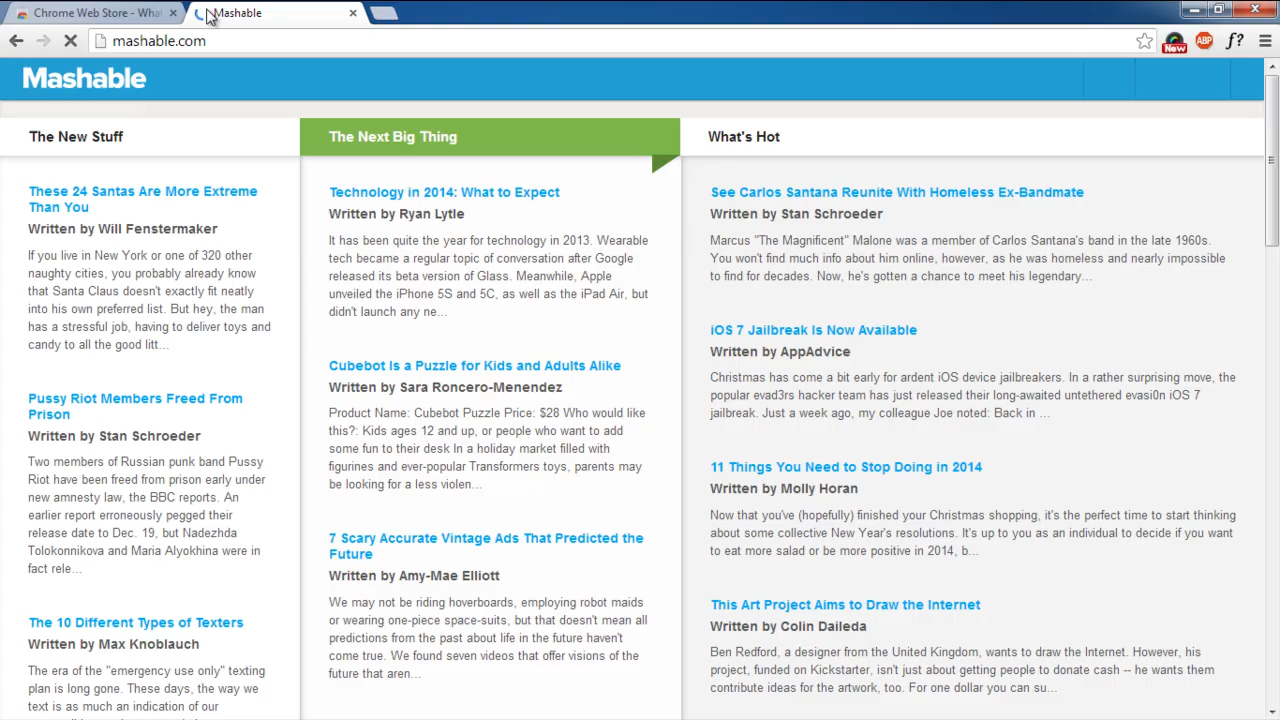 Chrome Web Store - What
Mashable
mashable.com
New
ABP
f?
Mashable
The New Stuff
These 24 Santas Are More Extreme
Than You
Written by Will Fenstermaker
If you live in New York or one of 320 other
naughty cities, you probably already know
that Santa Claus doesn't exactly fit neatly
into his own preferred list. But hey, the man
has a stressful job, having to deliver toys and
candy to all the good litt...
Pussy Riot Members Freed From
Prison
Written by Stan Schroeder
Two members of Russian punk band Pussy
Riot have been freed from prison early under
new amnesty law, the BBC reports. An
earlier report erroneously pegged their
release date to Dec. 19, but Nadezhda
Tolokonnikova and Maria Alyokhina were in
fact rele...
The 10 Different Types of Texters
Written by Max Knoblauch
The era of the "emergency use only" texting
plan is long gone. These days, the way we
text is as much an indication of our
The Next Big Thing
Technology in 2014: What to Expect
Written by Ryan Lytle
It has been quite the year for technology in 2013. Wearable
tech became a regular topic of conversation after Google
released its beta version of Glass. Meanwhile, Apple
unveiled the iPhone 5S and 5C, as well as the iPad Air, but
didn't launch any ne...
Cubebot Is a Puzzle for Kids and Adults Alike
Written by Sara Roncero-Menendez
Product Name: Cubebot Puzzle Price: $28 Who would like
this?: Kids ages 12 and up, or people who want to add
some fun to their desk In a holiday market filled with
figurines and ever-popular Transformers toys, parents may
be looking for a less violen...
7 Scary Accurate Vintage Ads That Predicted the
Future
Written by Amy-Mae Elliott
We may not be riding hoverboards, employing robot maids
or wearing one-piece space-suits, but that doesn't mean all
predictions from the past about life in the future haven't
come true. We found seven videos that offer visions of the
future that aren...
What's Hot
See Carlos Santana Reunite With Homeless Ex-Bandmate
Written by Stan Schroeder
Marcus "The Magnificent" Malone was a member of Carlos Santana's band in the late 1960s.
You won't find much info about him online, however, as he was homeless and nearly impossible
to find for decades. Now, he's gotten a chance to meet his legendary...
iOS 7 Jailbreak Is Now Available
Written by AppAdvice
Christmas has come a bit early for ardent iOS device jailbreakers. In a rather surprising move, the
popular evad3rs hacker team has just released their long-awaited untethered evasi0n iOS 7
jailbreak. Just a week ago, my colleague Joe noted: Back in ...
11 Things You Need to Stop Doing in 2014
Written by Molly Horan
Now that you've (hopefully) finished your Christmas shopping, it's the perfect time to start thinking
about some collective New Year's resolutions. It's up to you as an individual to decide if you want
to eat more salad or be more positive in 2014, b...
This Art Project Aims to Draw the Internet
Written by Colin Daileda
Ben Redford, a designer from the United Kingdom, wants to draw the Internet. However, his
project, funded on Kickstarter, isn't just about getting people to donate cash -- he wants them
contribute ideas for the artwork, too. For one dollar you can su...